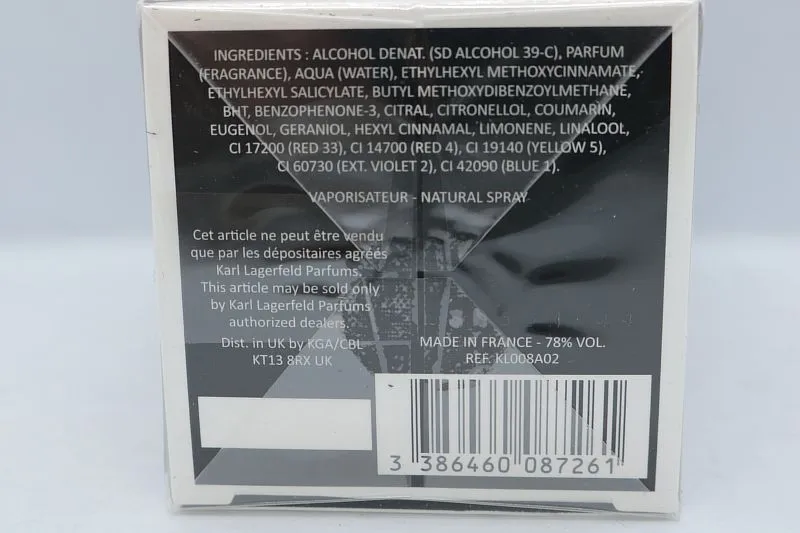 INGREDIENTS : ALCOHOL DENAT. (SD ALCOHOL 39-C), PARFUM
(FRAGRANCE), AQUA (WATER), ETHYLHEXYL METHOXYCINNAMATE,
ETHYLHEXYL SALICYLATE, BUTYL METHOXYDIBENZOYLMETHANE,
BHT, BENZOPHENONE-3, CITRAL, CITRONELLOL, COUMARIN,
EUGENOL, GERANIOL, HEXYL CINNAMAL, LIMONENE, LINALOOL,
CI 17200 (RED 33), CI 14700 (RED 4), CI 19140 (YELLOW 5),
CI 60730 (EXT. VIOLET 2), CI 42090 (BLUE 1).
VAPORISATEUR - NATURAL SPRAY
Cet article ne peut être vendu
que par les dépositaires agréés
Karl Lagerfeld Parfums.
This article may be sold only
by Karl Lagerfeld Parfums
authorized dealers.
Dist. in UK by KGA/CBL
KT13 8RX UK
MADE IN FRANCE - 78% VOL.
REF. KL008A02
3 386460 087261